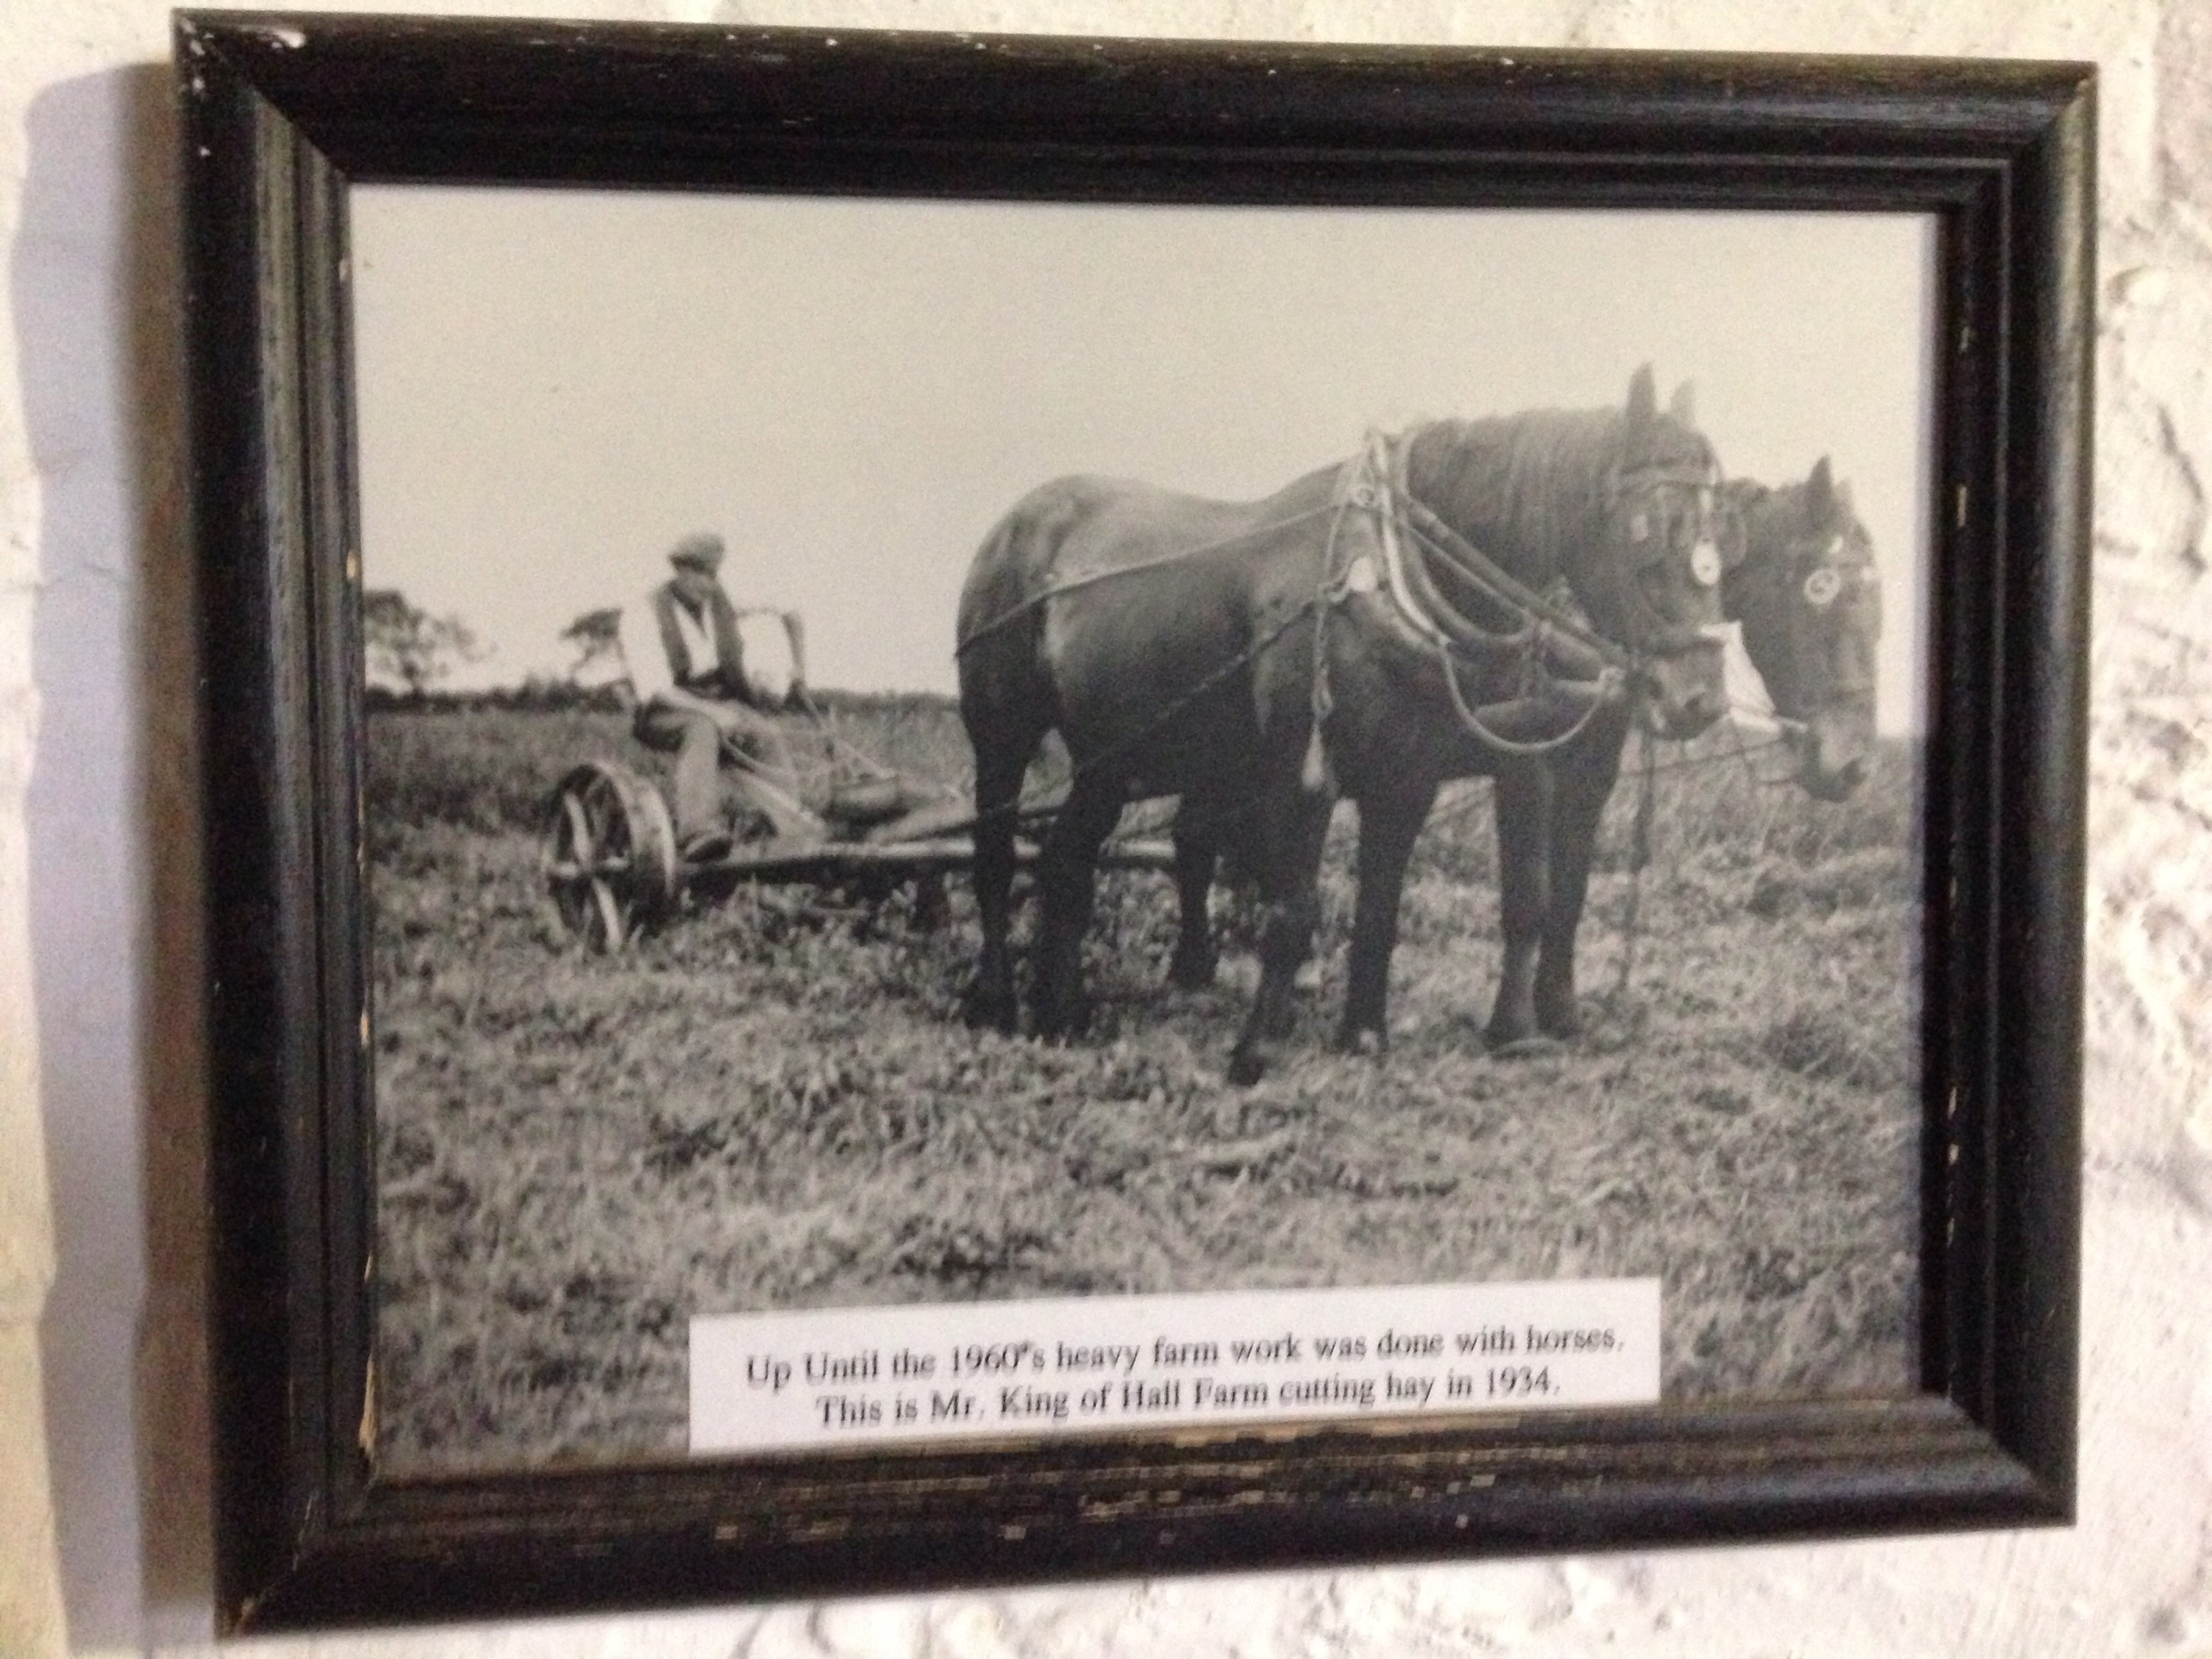 Up Until the 1960's heavy farm work was done with horses.
This is Mr. King of Hall Farm cutting hay in 1934.